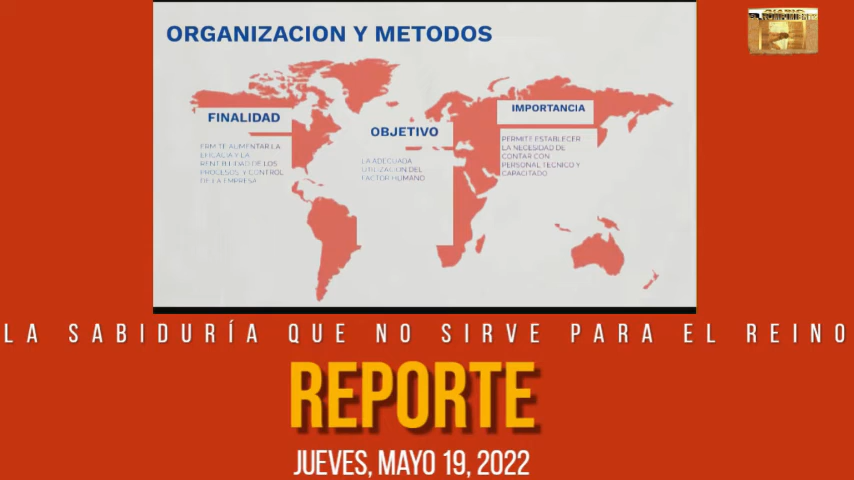 ORGANIZACION Y METODOS
FINALIDAD
AUMENTAR LA
EFICACIA Y LA
RENTABILIDAD DE LOS
PROCESOS Y CONTROL
DE LA EMPRESA
OBJETIVO
LA ADECUADA
UTILIZACION DEL
FACTOR HUMANO
IMPORTANCIA
PERMITE ESTABLECER
LA NECESIDAD DE
CONTAR CON
PERSONAL TECNICO Y
CAPACITADO
LA SABIDURÍA QUE NO SIRVE PARA EL REINO
REPORTE
JUEVES, MAYO 19, 2022